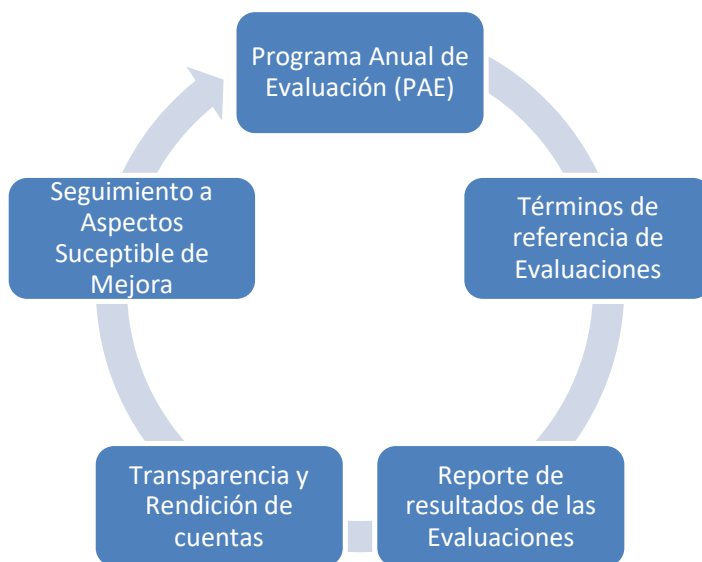 Programa Anual de
Evaluación (PAE)
Términos de
referencia de
Evaluaciones
Reporte de
resultados de las
Evaluaciones
Transparencia y
Rendición de
cuentas
Seguimiento a
Aspectos
Suceptible de
Mejora